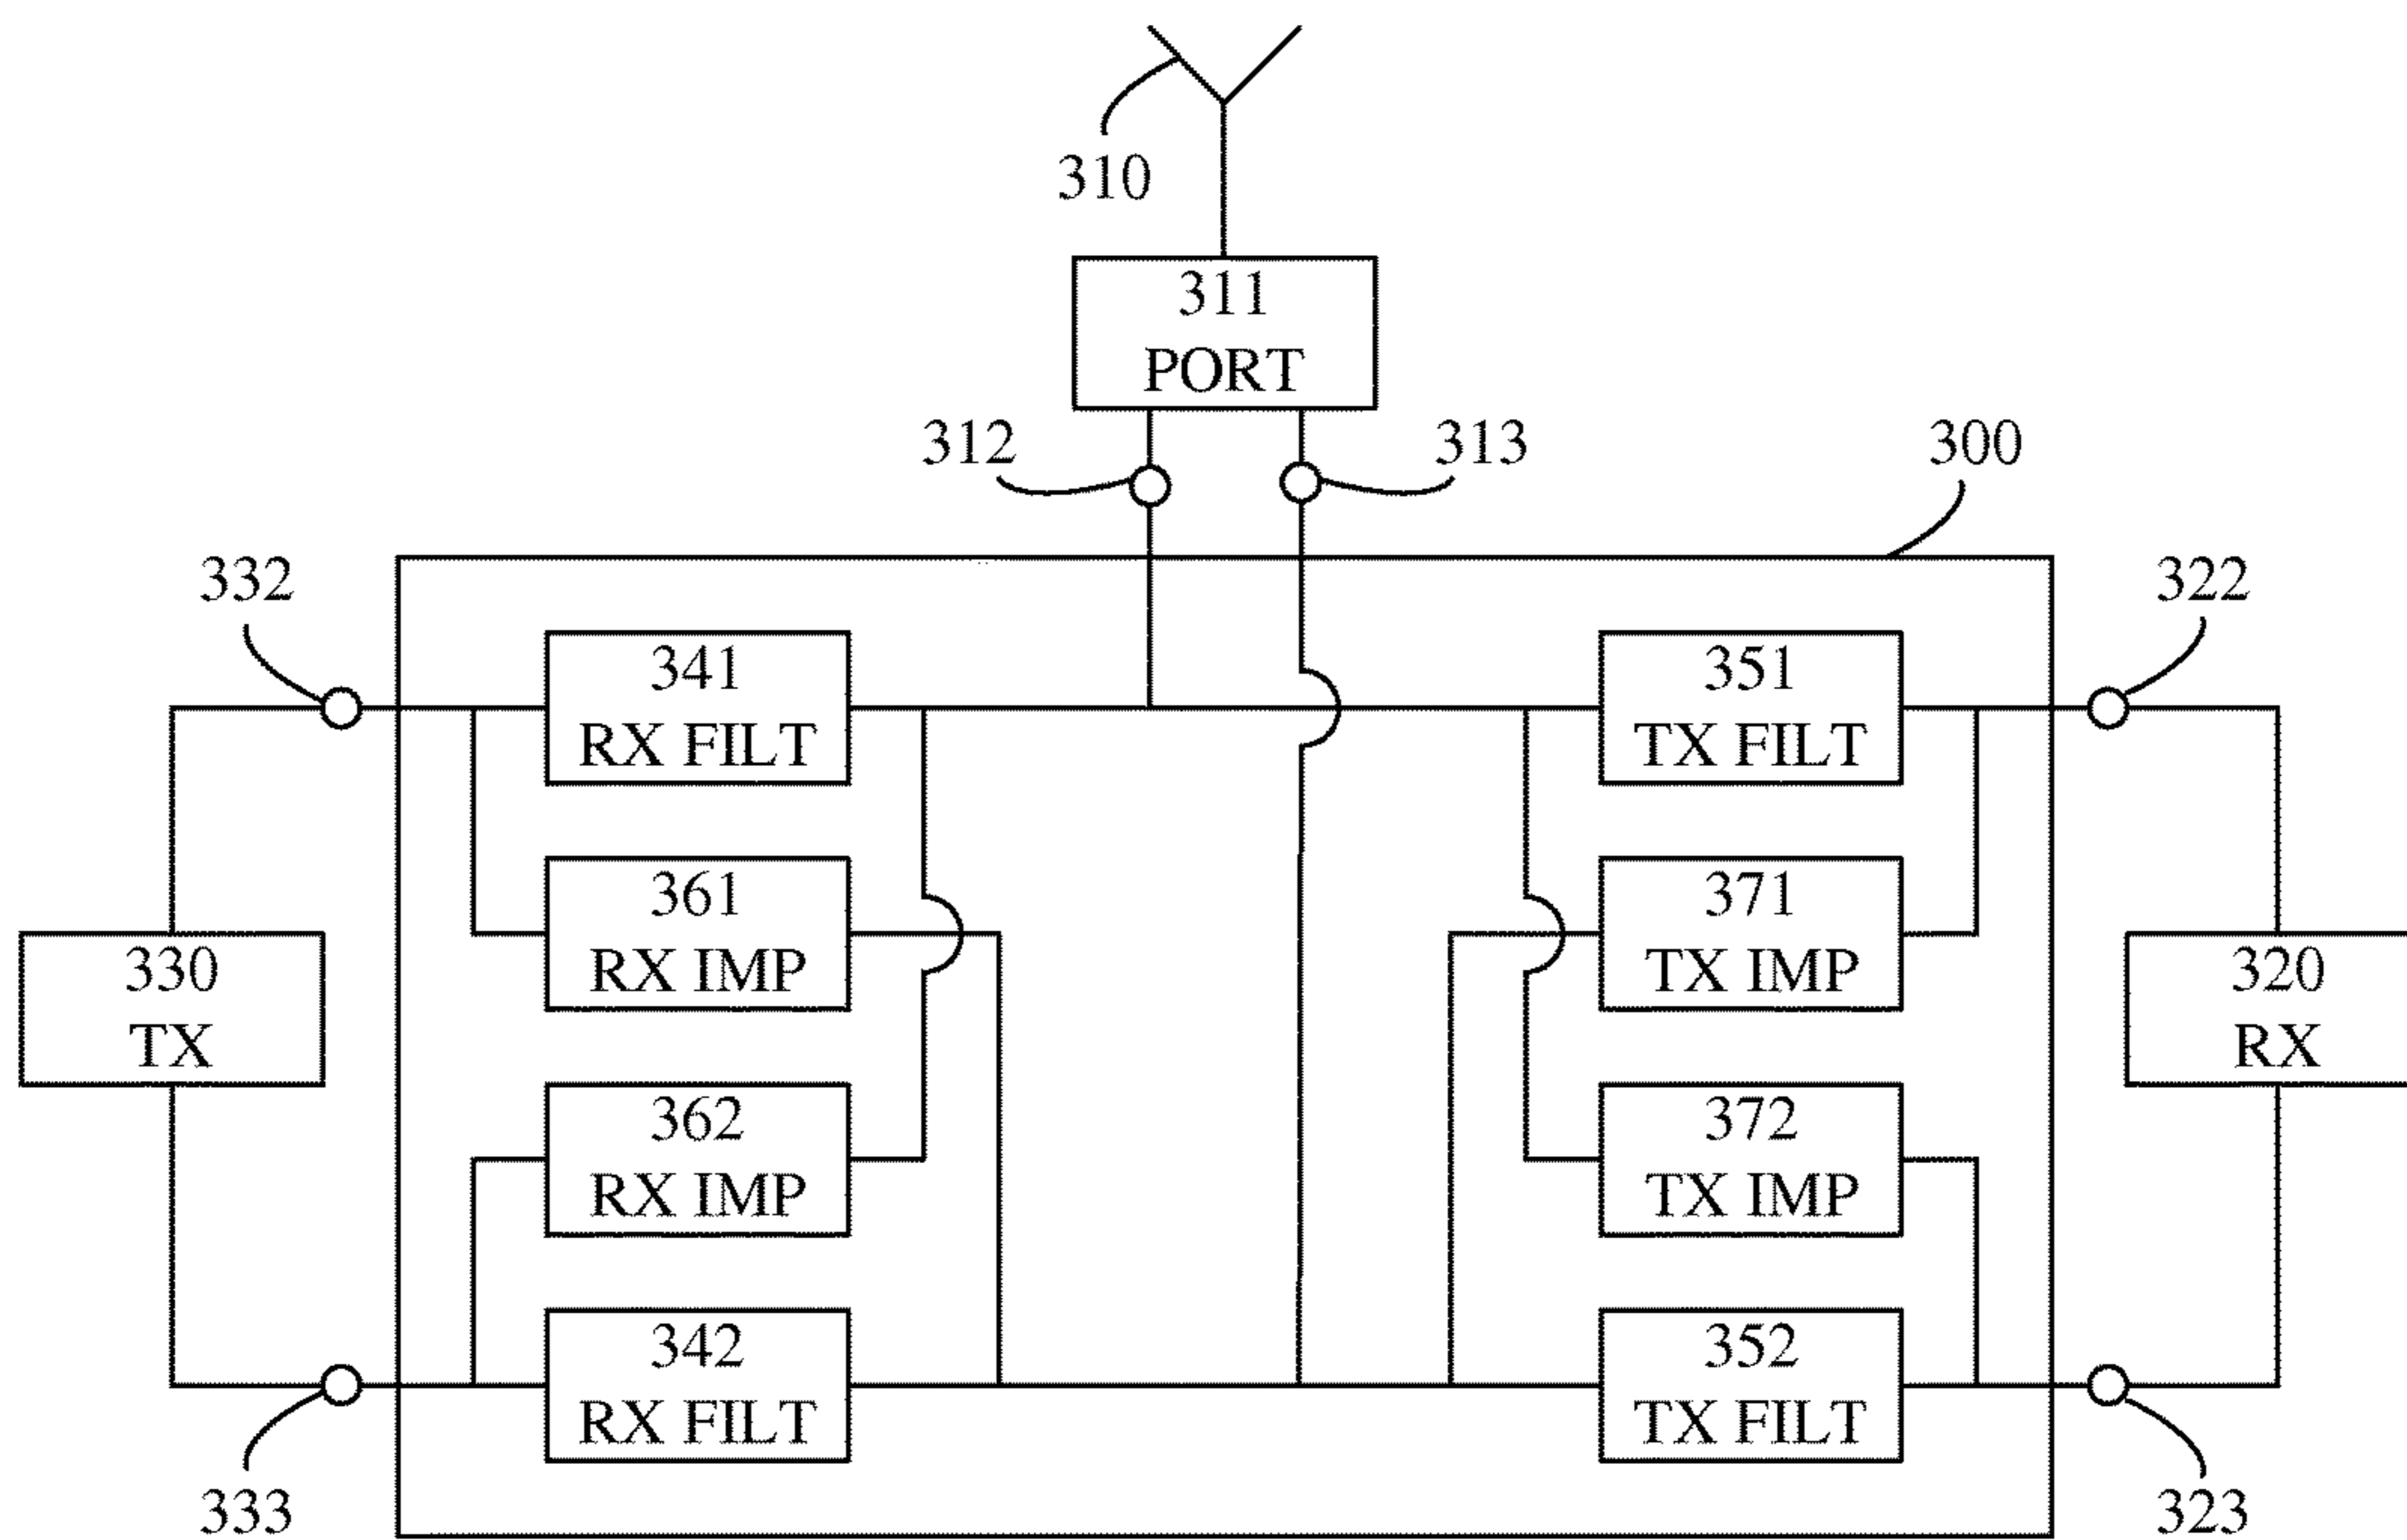 310
311
PORT
312
313
300
332
322
341
RX FILT
351
TX FILT
361
RX IMP
371
TX IMP
330
TX
320
RX
362
RX IMP
372
TX IMP
342
RX FILT
352
TX FILT
333
323